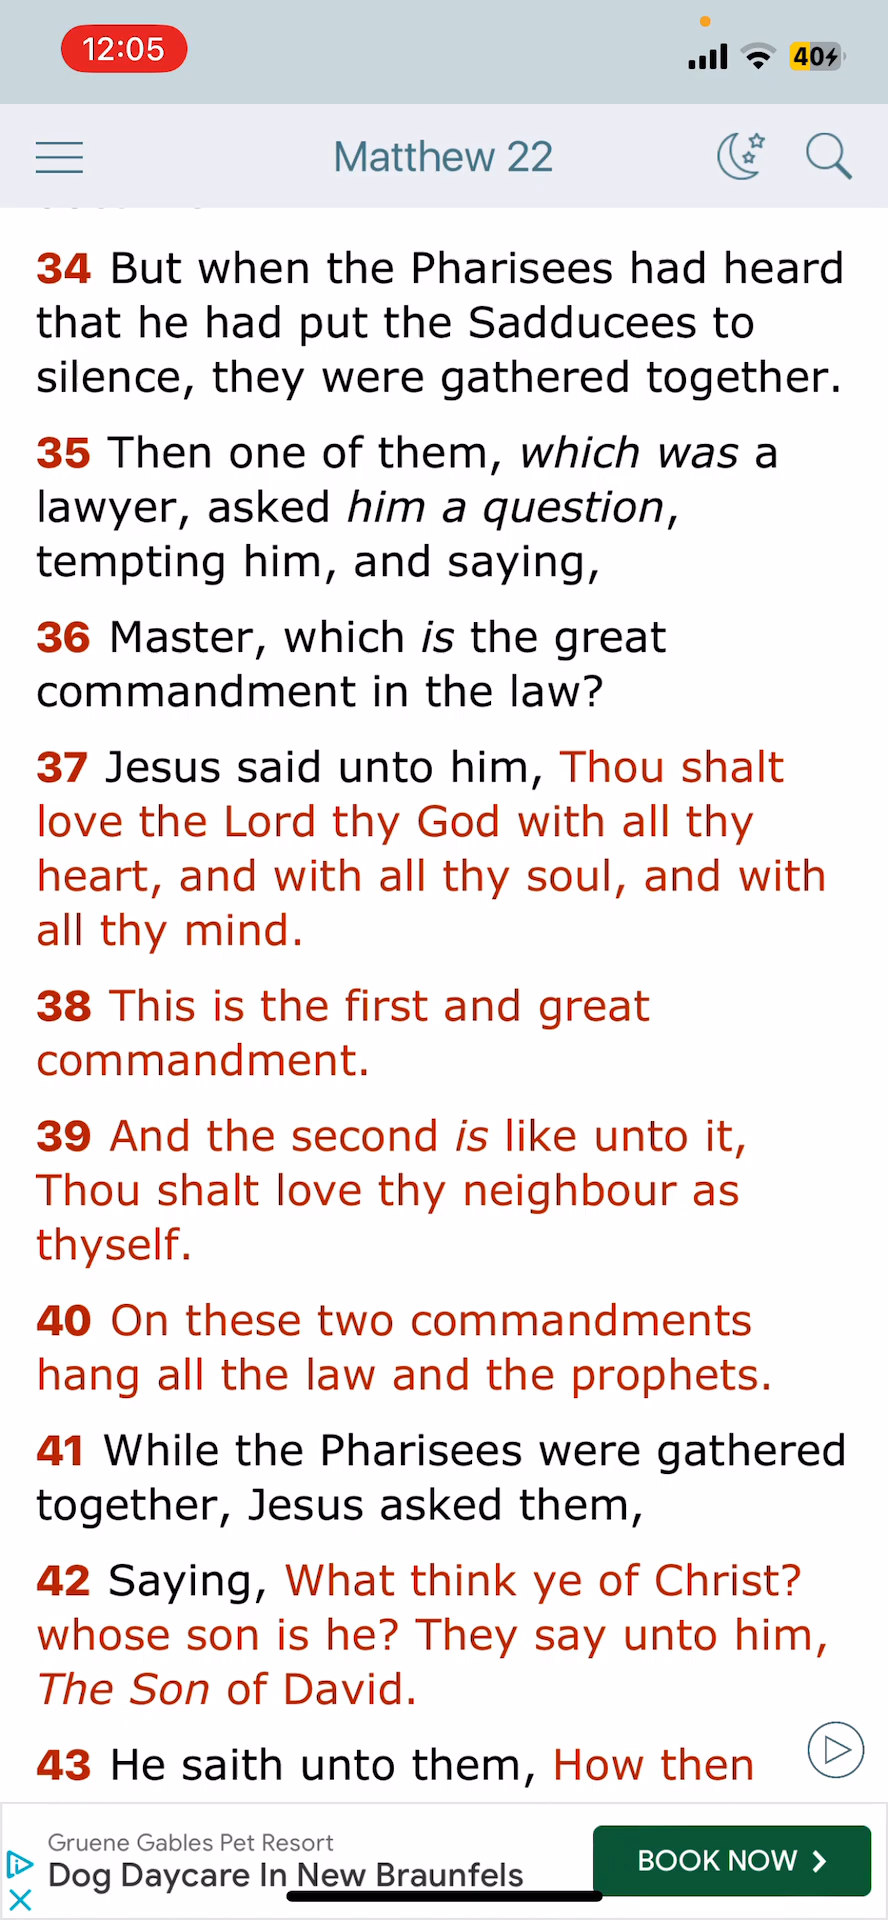 12:05
40
Matthew 22
34 But when the Pharisees had heard
that he had put the Sadducees to
silence, they were gathered together.
35 Then one of them, which was a
lawyer, asked him a question,
tempting him, and saying,
36 Master, which is the great
commandment in the law?
37 Jesus said unto him, Thou shalt
love the Lord thy God with all thy
heart, and with all thy soul, and with
all thy mind.
38 This is the first and great
commandment.
39 And the second is like unto it,
Thou shalt love thy neighbour as
thyself.
40 On these two commandments
hang all the law and the prophets.
41 While the Pharisees were gathered
together, Jesus asked them,
42 Saying, What think ye of Christ?
whose son is he? They say unto him,
The Son of David.
43 He saith unto them, How then
Gruene Gables Pet Resort
Dog Daycare In New Braunfels
BOOK NOW